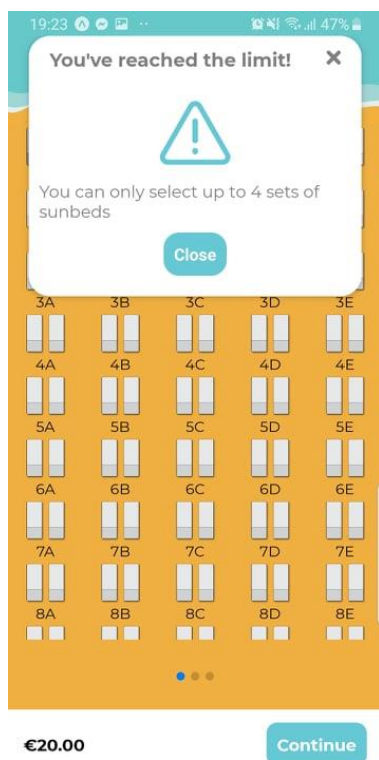 19:23 47%
You've reached the limit!
You can only select up to 4 sets of
sunbeds
Close
3A 3B 3C 3D 3E
4A 4B 4C 4D 4E
5A 5B 5C 5D 5E
6A 6B 6C 6D 6E
7A 7B 7C 7D 7E
8A 8B 8C 8D 8E
€20.00 Continue